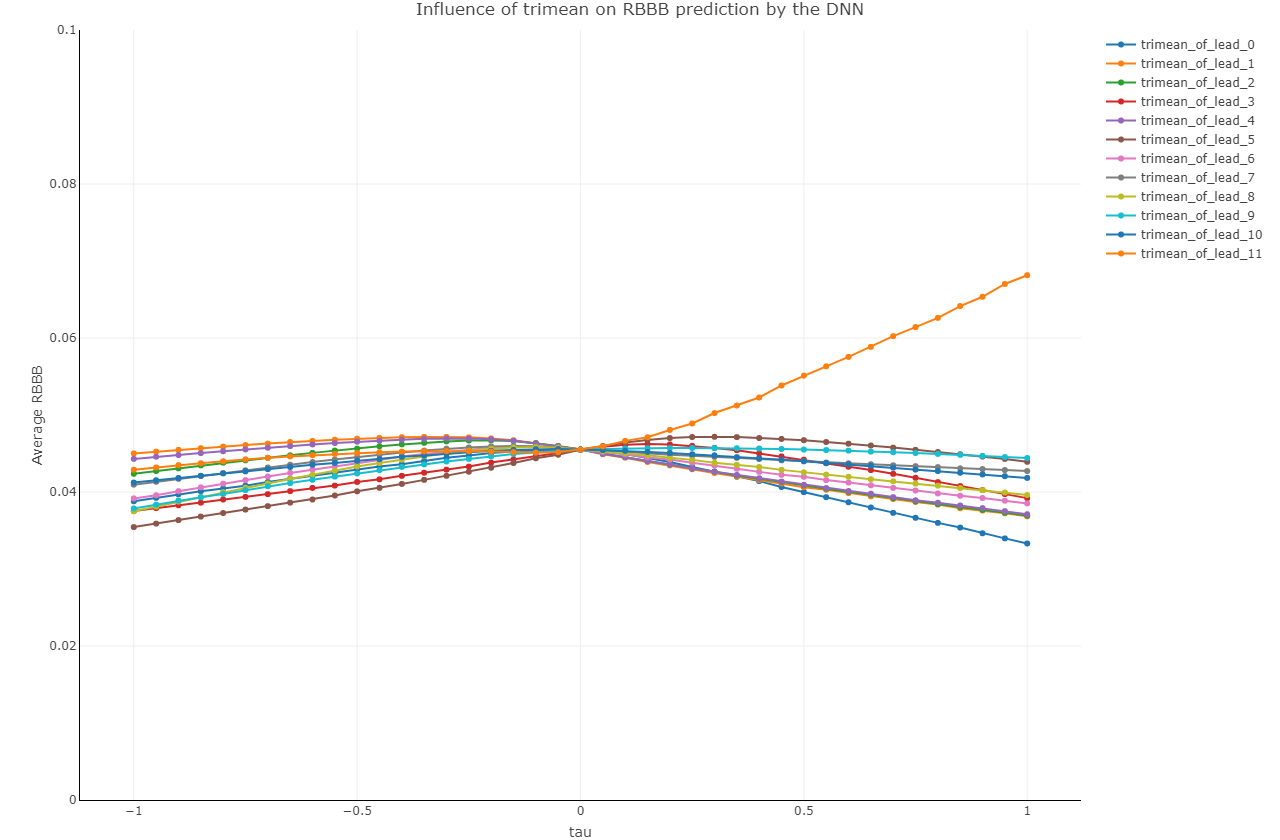 Influence of trimean on RBBB prediction by the DNN
0.1
0.08
0.06
0.04
0.02
0
Average RBBB
−1
−0.5
0
0.5
1
tau
trimean_of_lead_0
trimean_of_lead_1
trimean_of_lead_2
trimean_of_lead_3
trimean_of_lead_4
trimean_of_lead_5
trimean_of_lead_6
trimean_of_lead_7
trimean_of_lead_8
trimean_of_lead_9
trimean_of_lead_10
trimean_of_lead_11